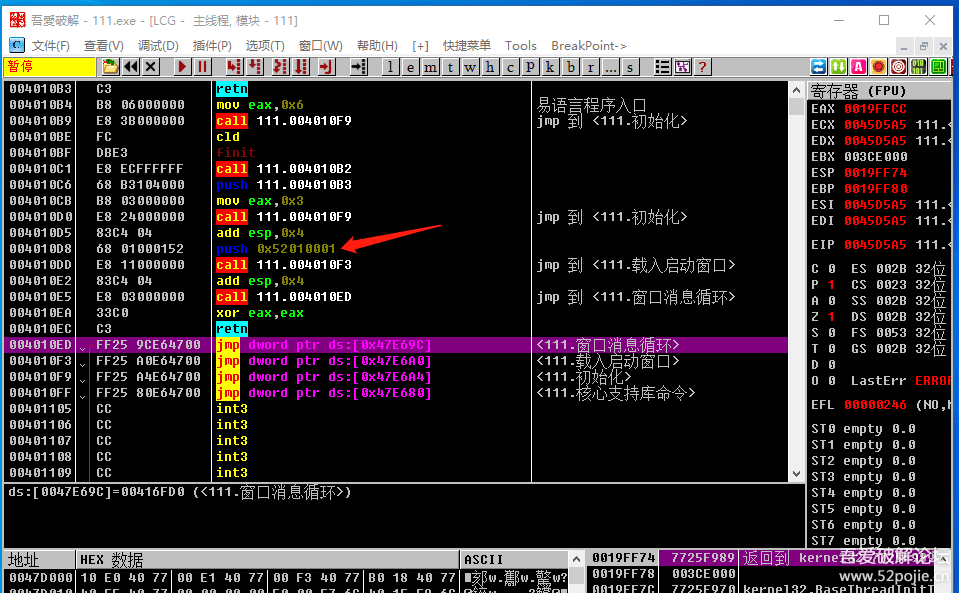 吾爱破解 - 111.exe - [LCG - 主线程, 模块 - 111]
文件(F) 查看(V) 调试(D) 插件(P) 选项(T) 窗口(W) 帮助(H) [+] 快捷菜单 Tools BreakPoint->
暂停 l e m t w h c p k b r ... s ?
004010B3 C3 retn
004010B4 B8 06000000 mov eax,0x6 易语言程序入口
004010B9 E8 3B000000 call 111.004010F9 jmp 到 <111.初始化>
004010BE FC cld
004010BF DBE3 finit
004010C1 E8 ECFFFFFF call 111.004010B2
004010C6 68 B3104000 push 111.004010B3
004010CB B8 03000000 mov eax,0x3
004010D0 E8 24000000 call 111.004010F9 jmp 到 <111.初始化>
004010D5 83C4 04 add esp,0x4
004010D8 68 01000152 push 0x52010001
004010DD E8 11000000 call 111.004010F3 jmp 到 <111.载入启动窗口>
004010E2 83C4 04 add esp,0x4
004010E5 E8 03000000 call 111.004010ED jmp 到 <111.窗口消息循环>
004010EA 33C0 xor eax,eax
004010EC C3 retn
004010ED FF25 9CE64700 jmp dword ptr ds:[0x47E69C] <111.窗口消息循环>
004010F3 FF25 A0E64700 jmp dword ptr ds:[0x47E6A0] <111.载入启动窗口>
004010F9 FF25 A4E64700 jmp dword ptr ds:[0x47E6A4] <111.初始化>
004010FF FF25 80E64700 jmp dword ptr ds:[0x47E680] <111.核心支持库命令>
00401105 CC int3
00401106 CC int3
00401107 CC int3
00401108 CC int3
00401109 CC int3
ds:[0047E69C]=00416FD0 (<111.窗口消息循环>)
寄存器 (FPU)
EAX 0019FFCC
ECX 0045D5A5 111.<
EDX 0045D5A5 111.<
EBX 003CE000
ESP 0019FF74
EBP 0019FF80
ESI 0045D5A5 111.<
EDI 0045D5A5 111.<
EIP 0045D5A5 111.<
C 0 ES 002B 32位
P 1 CS 0023 32位
A 0 SS 002B 32位
Z 1 DS 002B 32位
S 0 FS 0053 32位
T 0 GS 002B 32位
D 0
O 0 LastErr ERROR
EFL 00000246 (NO,N
ST0 empty 0.0
ST1 empty 0.0
ST2 empty 0.0
ST3 empty 0.0
ST4 empty 0.0
ST5 empty 0.0
ST6 empty 0.0
ST7 empty 0.0
地址 HEX 数据 ASCII
0047D000 10 E0 40 77 00 E1 40 77 00 F3 40 77 B0 18 40 77
0019FF74 7725F989 返回到 kerne
0019FF78 003CE000
0019FF7C 7725F970 kernel32.BaseThreadInitT
吾爱破解论坛
www.52pojie.cn